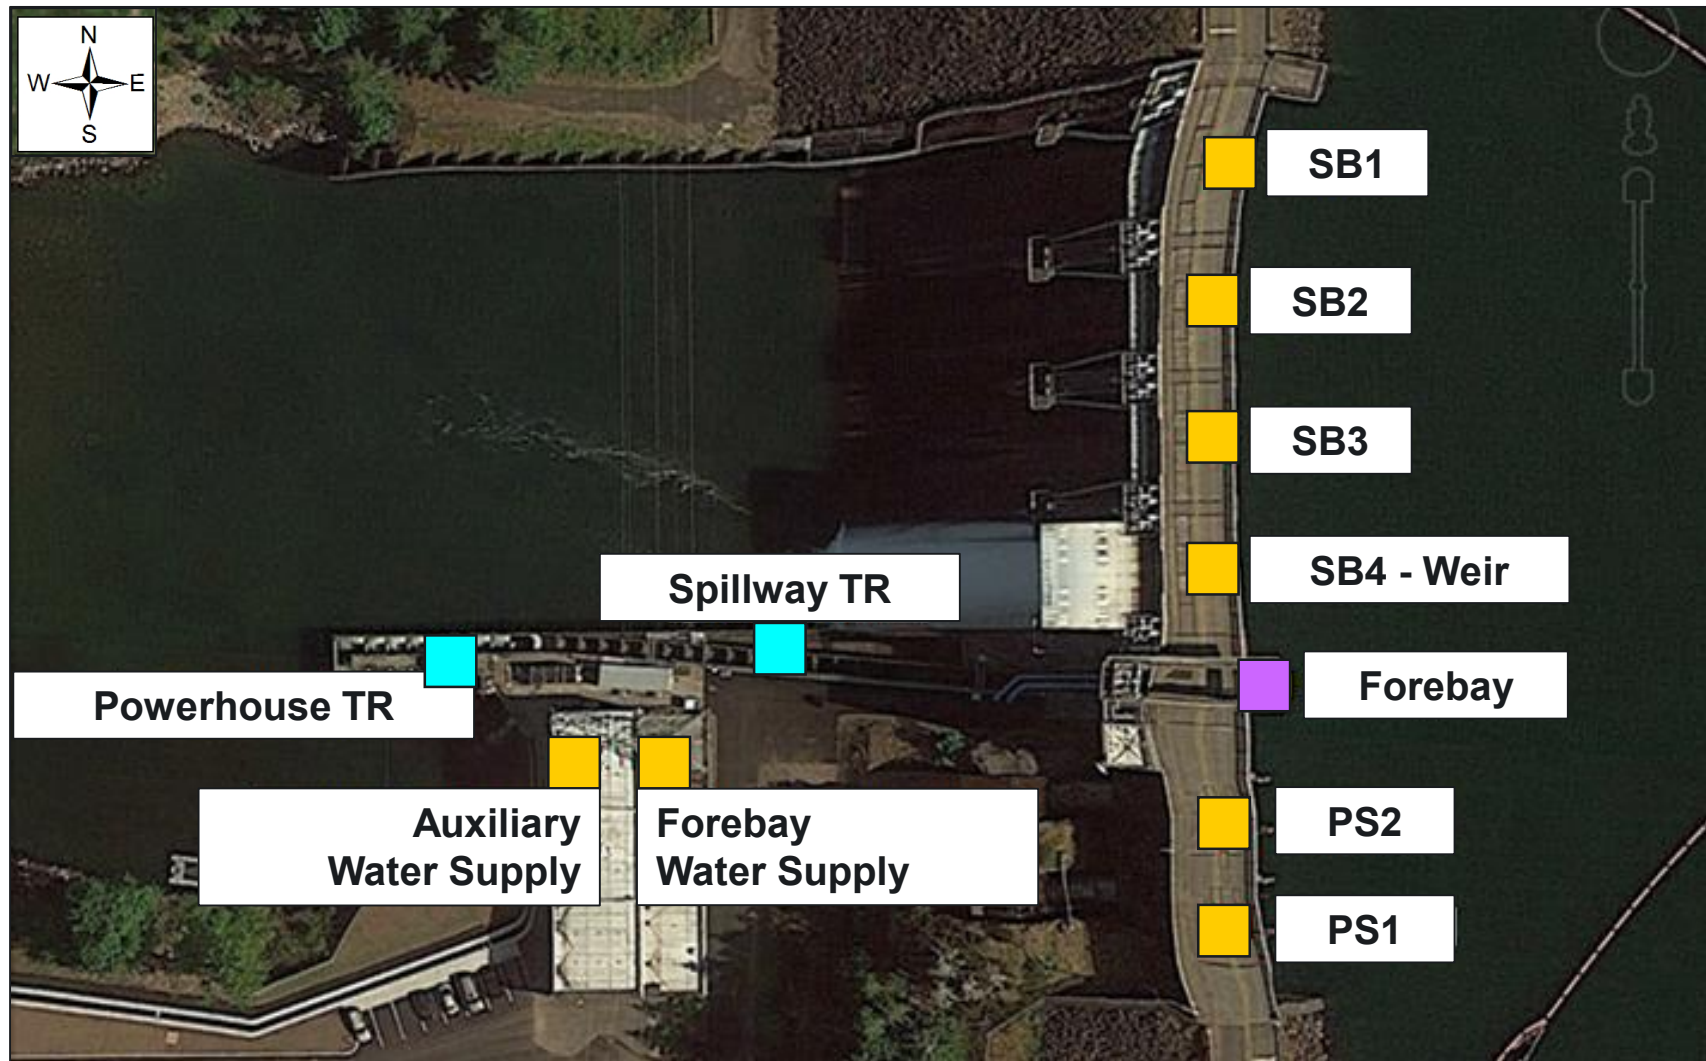 N
W E
S
SB1
SB2
SB3
SB4 - Weir
Spillway TR
Powerhouse TR
Forebay
Auxiliary
Water Supply
Forebay
Water Supply
PS2
PS1